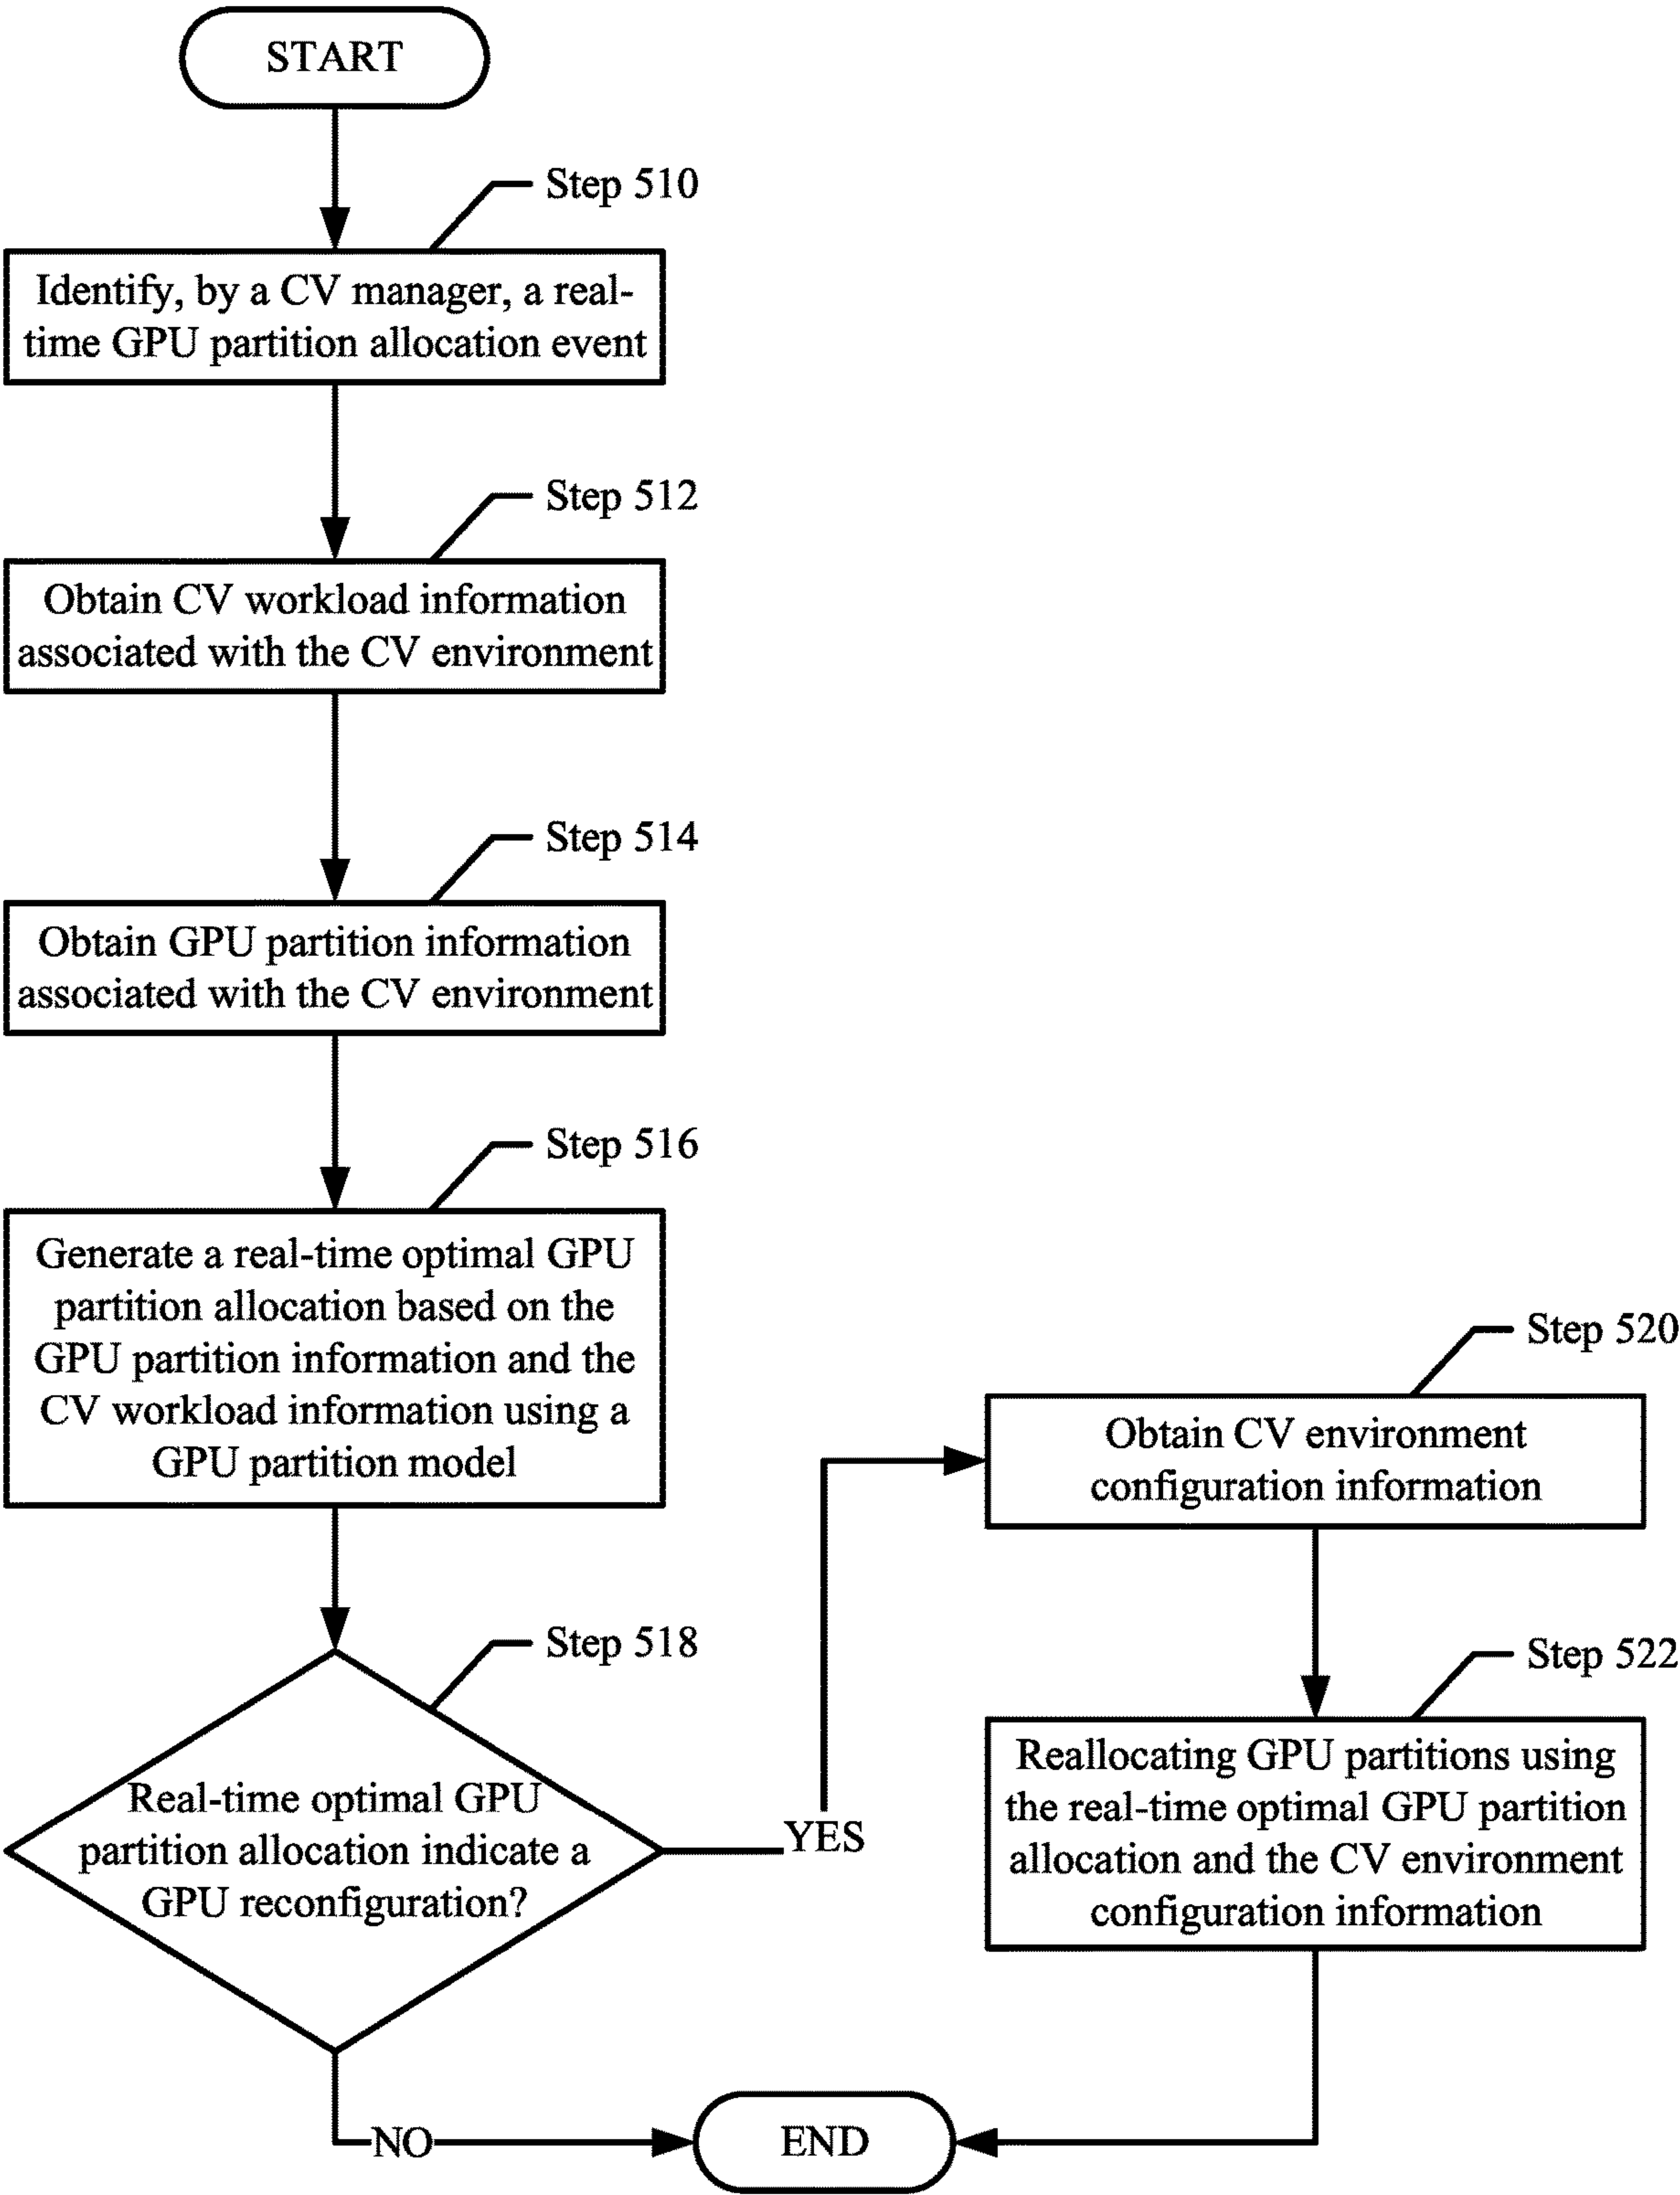 START
Step 510
Identify, by a CV manager, a real-
time GPU partition allocation event
Step 512
Obtain CV workload information
associated with the CV environment
Step 514
Obtain GPU partition information
associated with the CV environment
Step 516
Generate a real-time optimal GPU
partition allocation based on the
GPU partition information and the
CV workload information using a
GPU partition model
Step 518
Real-time optimal GPU
partition allocation indicate a
GPU reconfiguration?
YES
NO
Step 520
Obtain CV environment
configuration information
Step 522
Reallocating GPU partitions using
the real-time optimal GPU partition
allocation and the CV environment
configuration information
END